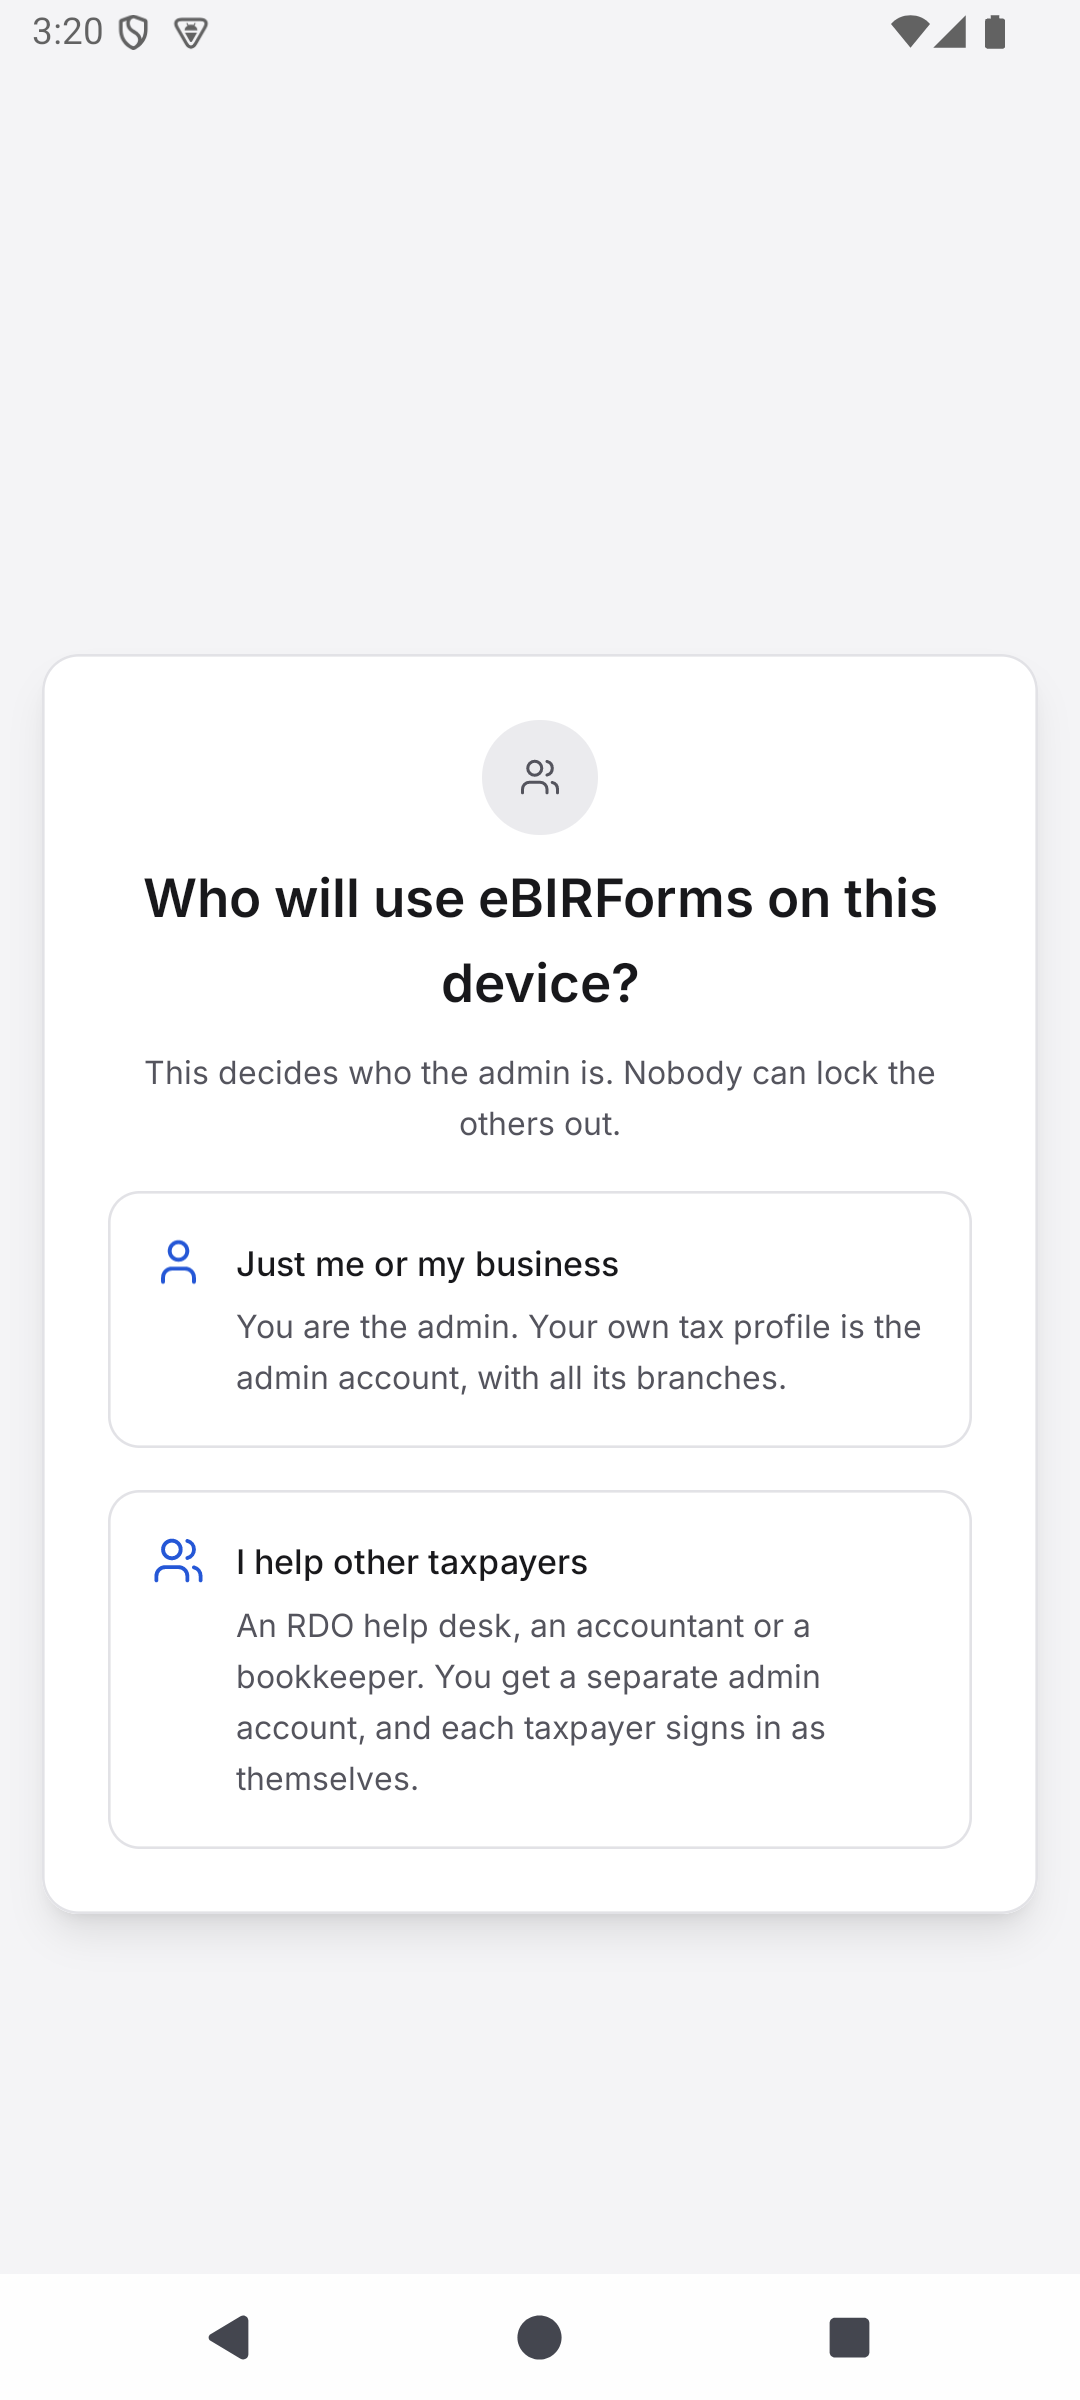 3:20
Who will use eBIRForms on this
device?
This decides who the admin is. Nobody can lock the
others out.
Just me or my business
You are the admin. Your own tax profile is the
admin account, with all its branches.
I help other taxpayers
An RDO help desk, an accountant or a
bookkeeper. You get a separate admin
account, and each taxpayer signs in as
themselves.